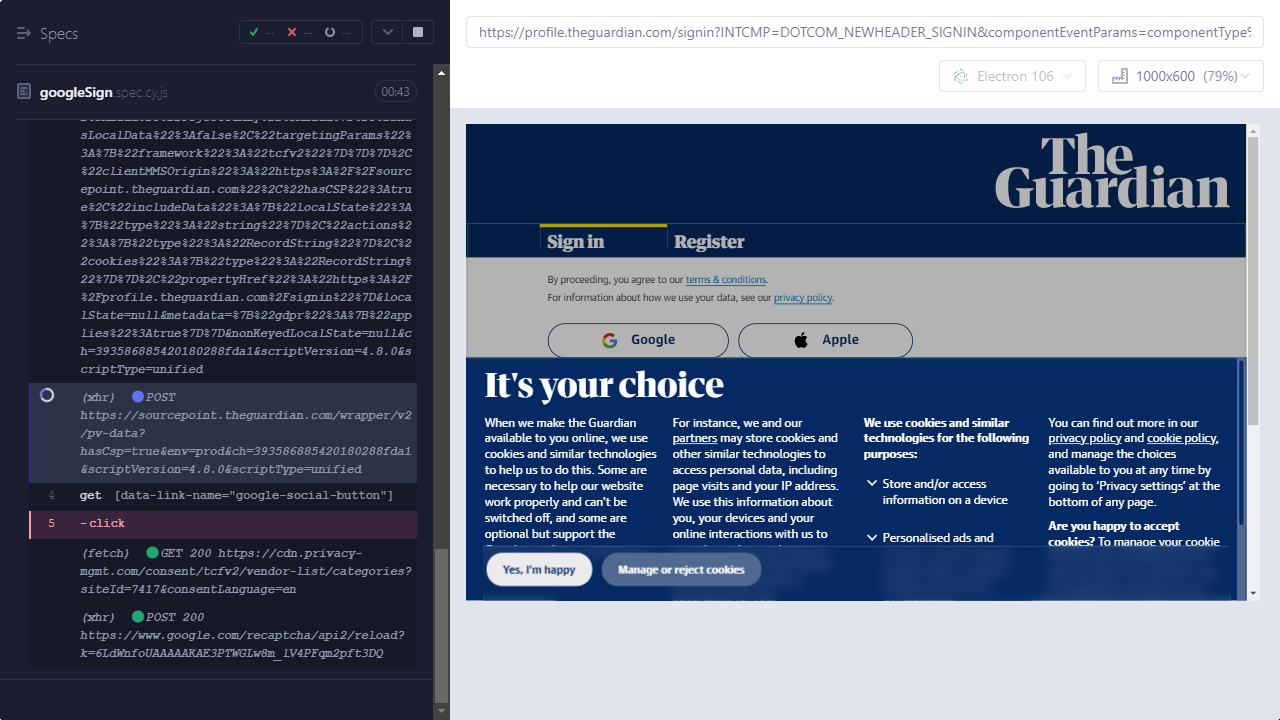 Specs
--
--
--
googleSign.spec.cy.js
00:43
sLocalData%22%3Afalse%2C%22targetingParams%22%
3A%7B%22framework%22%3A%22tcfv2%22%7D%7D%7D%2C
%22clientMMSOrigin%22%3A%22https%3A%2F%2Fsourc
epoint.theguardian.com%22%2C%22hasCSP%22%3Atru
e%2C%22includeData%22%3A%7B%22localState%22%3A
%7B%22type%22%3A%22string%22%7D%2C%22actions%2
2%3A%7B%22type%22%3A%22RecordString%22%7D%2C%2
2cookies%22%3A%7B%22type%22%3A%22RecordString%
22%7D%7D%2C%22propertyHref%22%3A%22https%3A%2F
%2Fprofile.theguardian.com%2Fsignin%22%7D&loca
lState=null&metadata=%7B%22gdpr%22%3A%7B%22app
lies%22%3Atrue%7D%7D&nonKeyedLocalState=null&c
h=393586885420180288fda1&scriptVersion=4.8.0&s
criptType=unified
(xhr) POST
https://sourcepoint.theguardian.com/wrapper/v2
/pv-data?
hasCsp=true&env=prod&ch=393586885420180288fda1
&scriptVersion=4.8.0&scriptType=unified
4 get [data-link-name="google-social-button"]
5 -click
(fetch) GET 200 https://cdn.privacy-
mgmt.com/consent/tcfv2/vendor-list/categories?
siteId=7417&consentLanguage=en
(xhr) POST 200
https://www.google.com/recaptcha/api2/reload?
k=6LdWnfoUAAAAAKAE3PTWGLw8m_lV4PFqm2pft3DQ
https://profile.theguardian.com/signin?INTCMP=DOTCOM_NEWHEADER_SIGNIN&componentEventParams=componentType%
Electron 106
1000x600 (79%)
The
Guardian
Sign in
Register
By proceeding, you agree to our terms & conditions.
For information about how we use your data, see our privacy policy.
Google
Apple
It's your choice
When we make the Guardian
available to you online, we use
cookies and similar technologies
to help us to do this. Some are
necessary to help our website
work properly and can't be
switched off, and some are
optional but support the
For instance, we and our
partners may store cookies and
other similar technologies to
access personal data, including
page visits and your IP address.
We use this information about
you, your devices and your
online interactions with us to
We use cookies and similar
technologies for the following
purposes:
Store and/or access
information on a device
Personalised ads and
You can find out more in our
privacy policy and cookie policy,
and manage the choices
available to you at any time by
going to ‘Privacy settings’ at the
bottom of any page.
Are you happy to accept
cookies? To manage your cookie
Yes, I'm happy
Manage or reject cookies